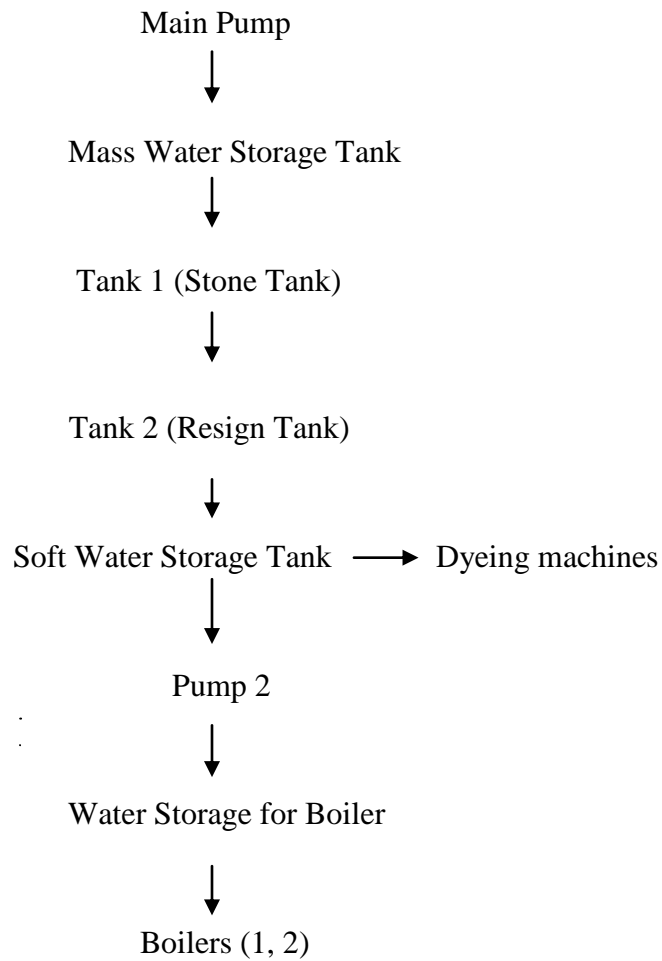 Main Pump
Mass Water Storage Tank
Tank 1 (Stone Tank)
Tank 2 (Resign Tank)
Soft Water Storage Tank Dyeing machines
Pump 2
Water Storage for Boiler
Boilers (1, 2)